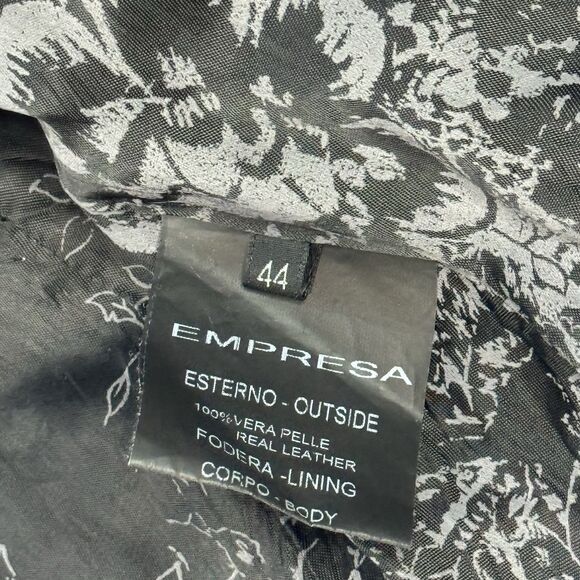 44
EMPRESA
ESTERNO - OUTSIDE
100% VERA PELLE
REAL LEATHER
FODERA -LINING
CORPO - BODY